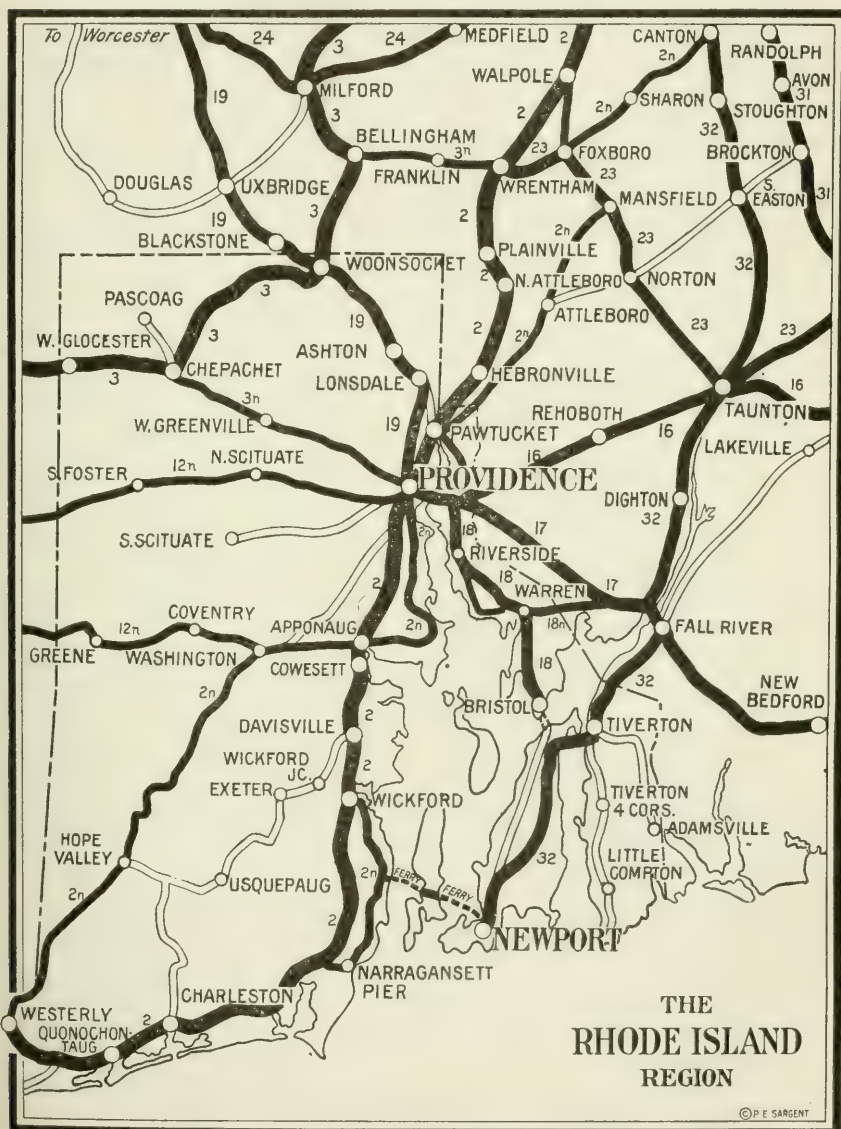 To Worcester
24
3
24
MEDFIELD
2
CANTON
RANDOLPH
2n
WALPOLE
AVON
31
19
MILFORD
2n
SHARON
STOUGHTON
3
2
32
BELLINGHAM
23
FOXBORO
BROCKTON
3n
FRANKLIN
WRENTHAM
23
DOUGLAS
UXBRIDGE
MANSFIELD
S.
EASTON
31
19
3
2
2n
BLACKSTONE
PLAINVILLE
23
32
WOONSOCKET
2
N. ATTLEBORO
NORTON
3
PASCOAG
ATTLEBORO
3
19
2
2n
23
23
W. GLOCESTER
ASHTON
3
CHEPACHET
LONSDALE
HEBRONVILLE
3n
16
TAUNTON
W. GREENVILLE
19
PAWTUCKET
REHOBOTH
16
LAKEVILLE
12n
N. SCITUATE
16
S. FOSTER
PROVIDENCE
DIGHTON
32
S. SCITUATE
2n
18
17
RIVERSIDE
2
18
WARREN
17
COVENTRY
12n
APPONAUG
2n
18n
FALL RIVER
GREENE
WASHINGTON
COWESETT
18
32
NEW
BEDFORD
2n
BRISTOL
DAVISVILLE
2
TIVERTON
WICKFORD
JC.
2
EXETER
WICKFORD
TIVERTON
4 CORS.
ADAMSVILLE
HOPE
VALLEY
32
LITTLE
COMPTON
2n
USQUEPAUG
2n
FERRY
FERRY
2
NEWPORT
NARRAGANSETT
PIER
CHARLESTON
WESTERLY
QUONOCHON-
TAUG
2
THE
RHODE ISLAND
REGION
© P E SARGENT